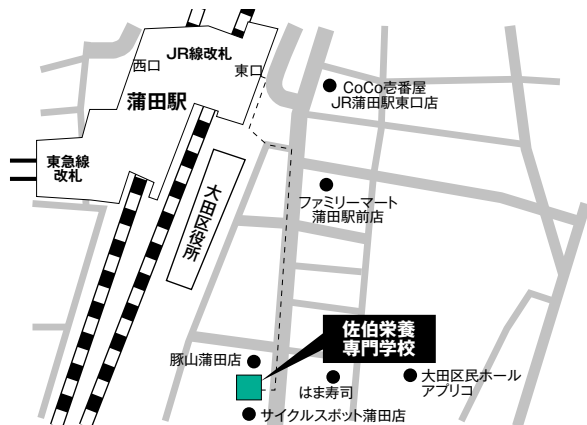 JR線改札
西口
東口
蒲田駅
CoCo壱番屋
JR蒲田駅東口店
東急線
改札
大田区役所
ファミリーマート
蒲田駅前店
佐伯栄養
専門学校
豚山蒲田店
はま寿司
大田区民ホール
アプリコ
サイクルスポット蒲田店